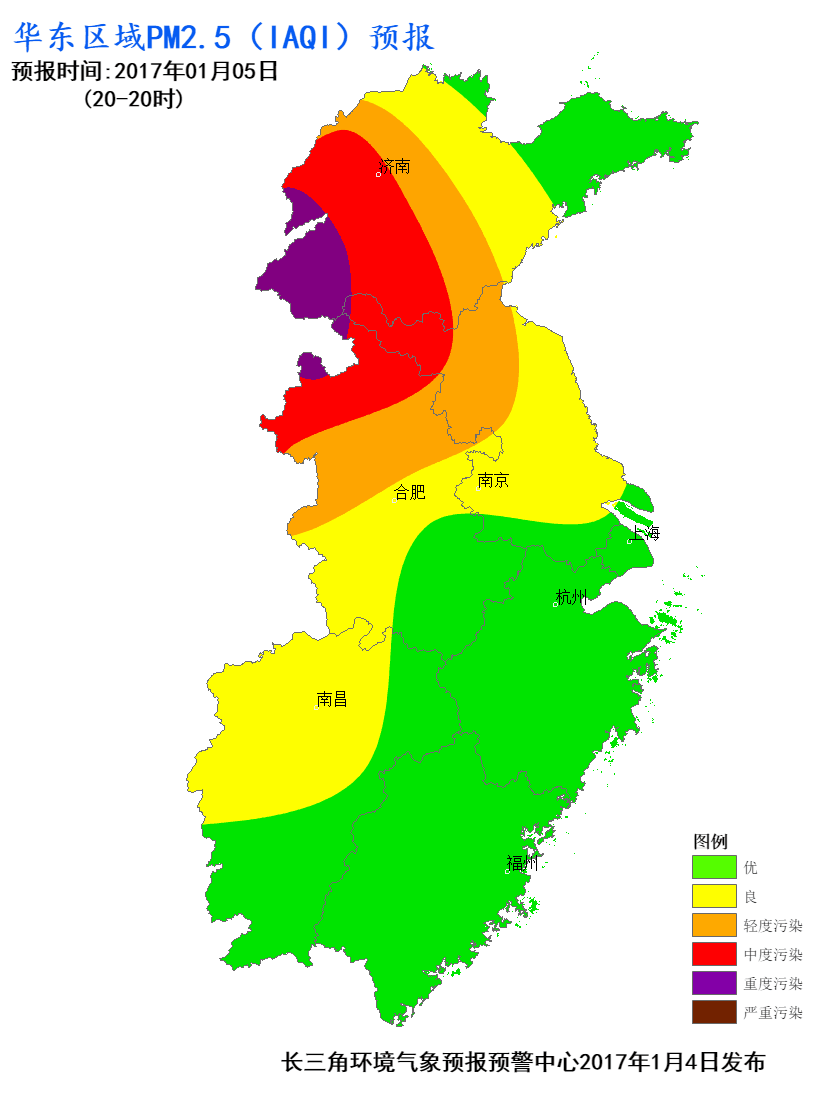 华东区域PM2.5（IAQI）预报
预报时间:2017年01月05日
(20-20时)
济南
南京
合肥
上海
杭州
南昌
福州
图例
优
良
轻度污染
中度污染
重度污染
严重污染
长三角环境气象预报预警中心2017年1月4日发布